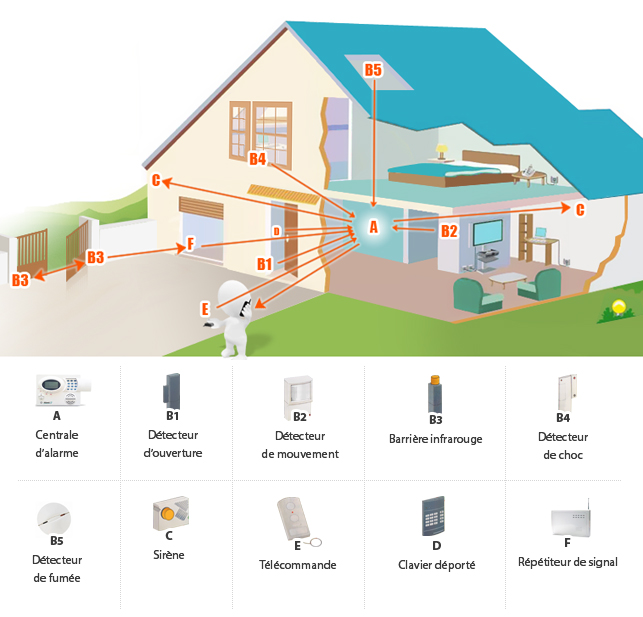 B5
B4
C
C
D
A
B2
F
B3
B3
B1
E
A
Centrale
d'alarme
B1
Détecteur
d'ouverture
B2
Détecteur
de mouvement
B3
Barrière infrarouge
B4
Détecteur
de choc
B5
Détecteur
de fumée
C
Sirène
E
Télécommande
D
Clavier déporté
F
Répétiteur de signal